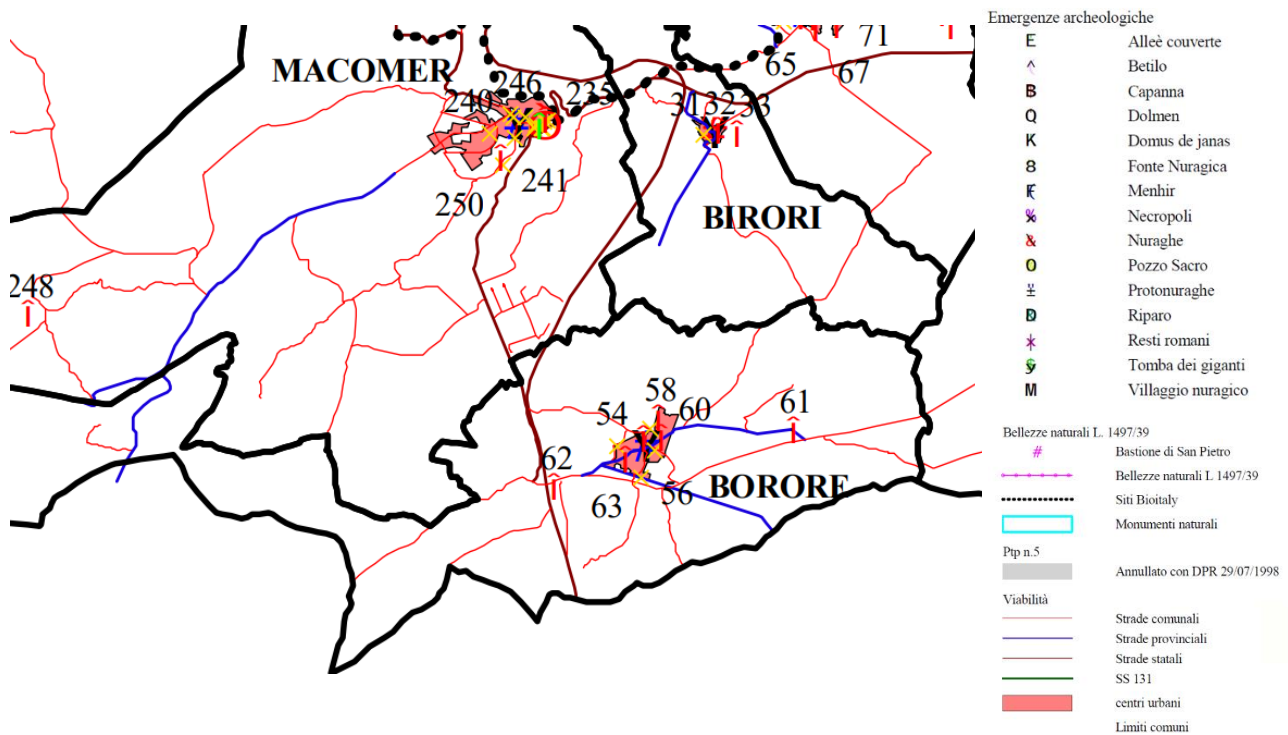 MACOMER
246
240
235
71
65
67
31
32
33
241
250
BIRORI
248
58
54
60
61
62
63
56
BORORE
Emergenze archeologiche
E Alleè couverte
^ Betilo
B Capanna
Q Dolmen
K Domus de janas
8 Fonte Nuragica
Menhir
Necropoli
& Nuraghe
O Pozzo Sacro
Protonuraghe
D Riparo
Resti romani
Tomba dei giganti
M Villaggio nuragico
Bellezze naturali L. 1497/39
# Bastione di San Pietro
Bellezze naturali L 1497/39
Siti Bioitaly
Monumenti naturali
Ptp n.5
Annullato con DPR 29/07/1998
Viabilità
Strade comunali
Strade provinciali
Strade statali
SS 131
centri urbani
Limiti comuni